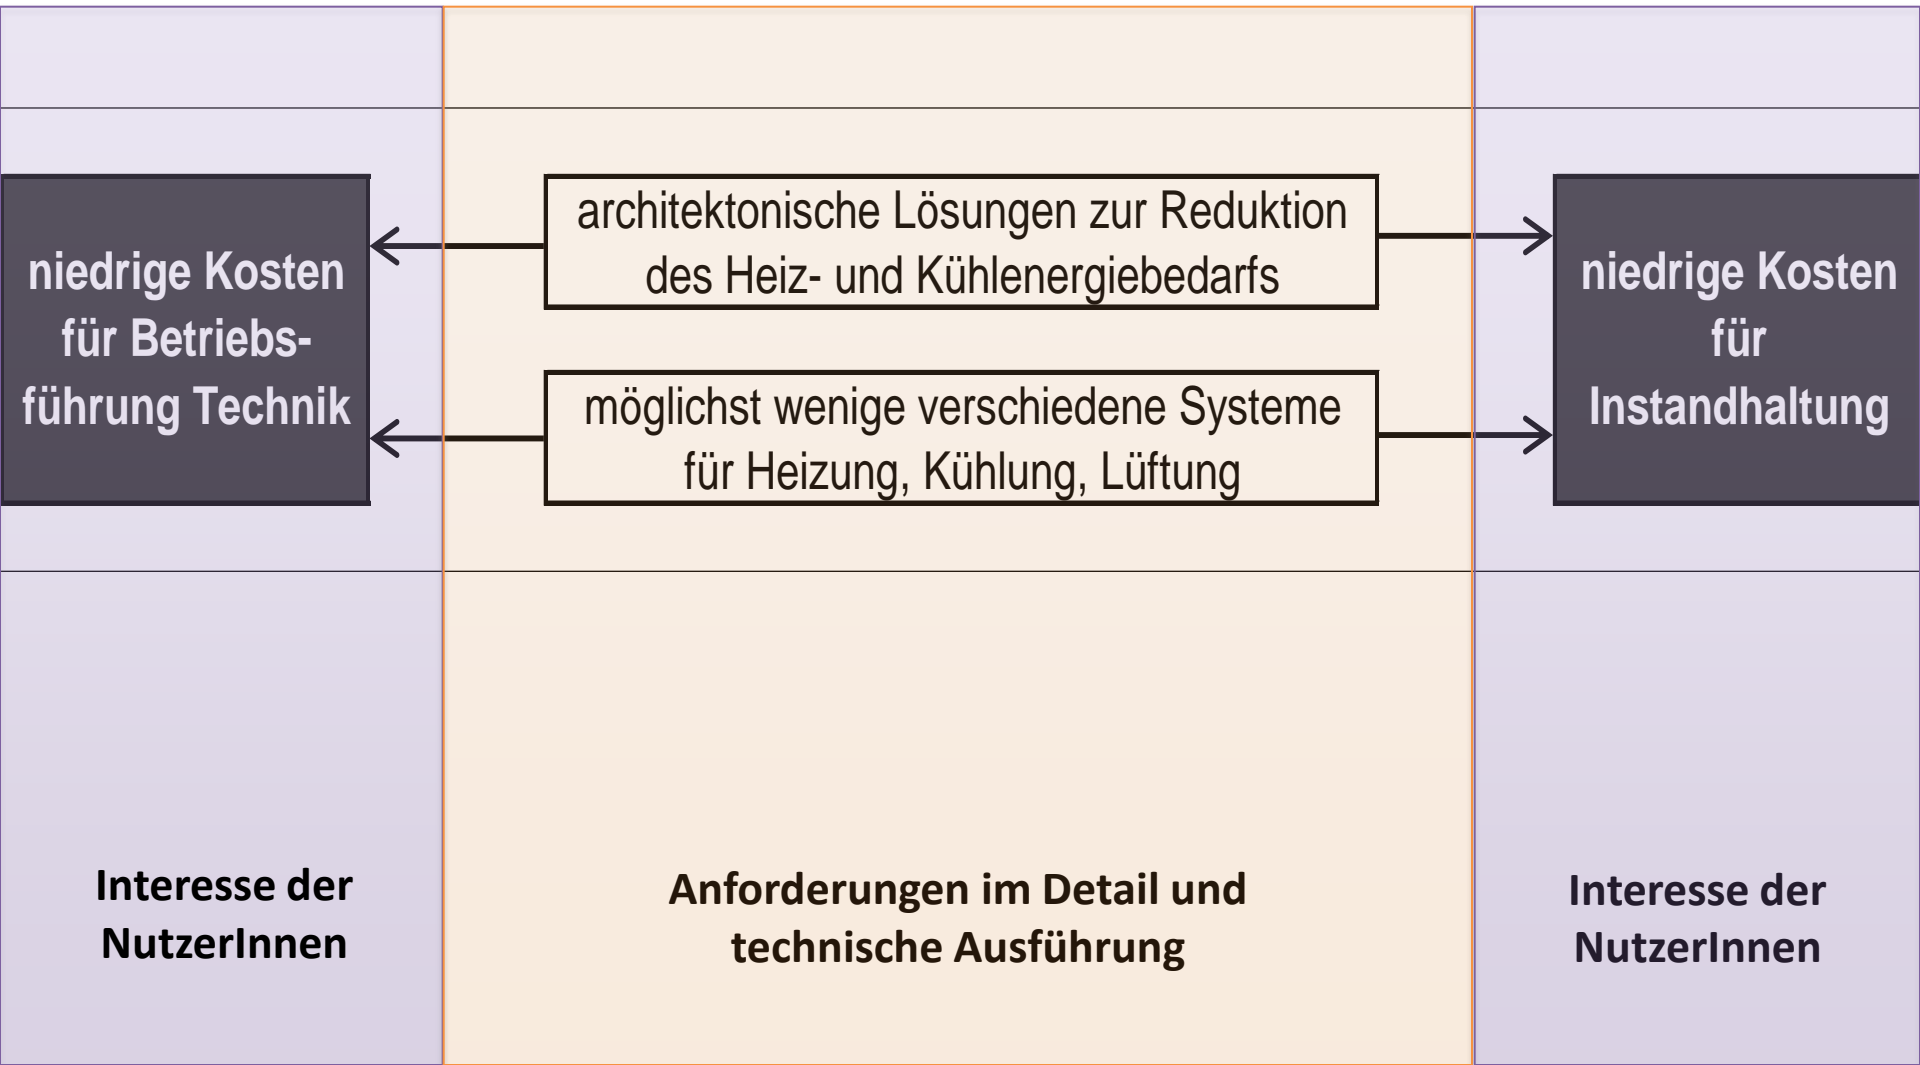 niedrige Kosten
für Betriebs-
führung Technik
architektonische Lösungen zur Reduktion
des Heiz- und Kühlenergiebedarfs
möglichst wenige verschiedene Systeme
für Heizung, Kühlung, Lüftung
niedrige Kosten
für
Instandhaltung
Interesse der
NutzerInnen
Anforderungen im Detail und
technische Ausführung
Interesse der
NutzerInnen